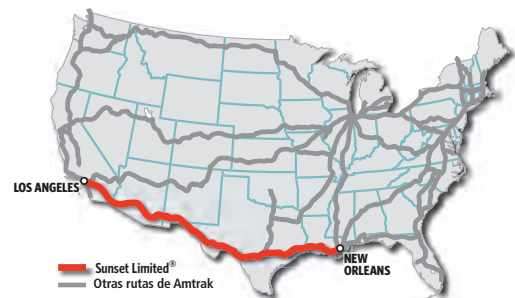 LOS ANGELES
NEW
ORLEANS
Sunset Limited®
Otras rutas de Amtrak